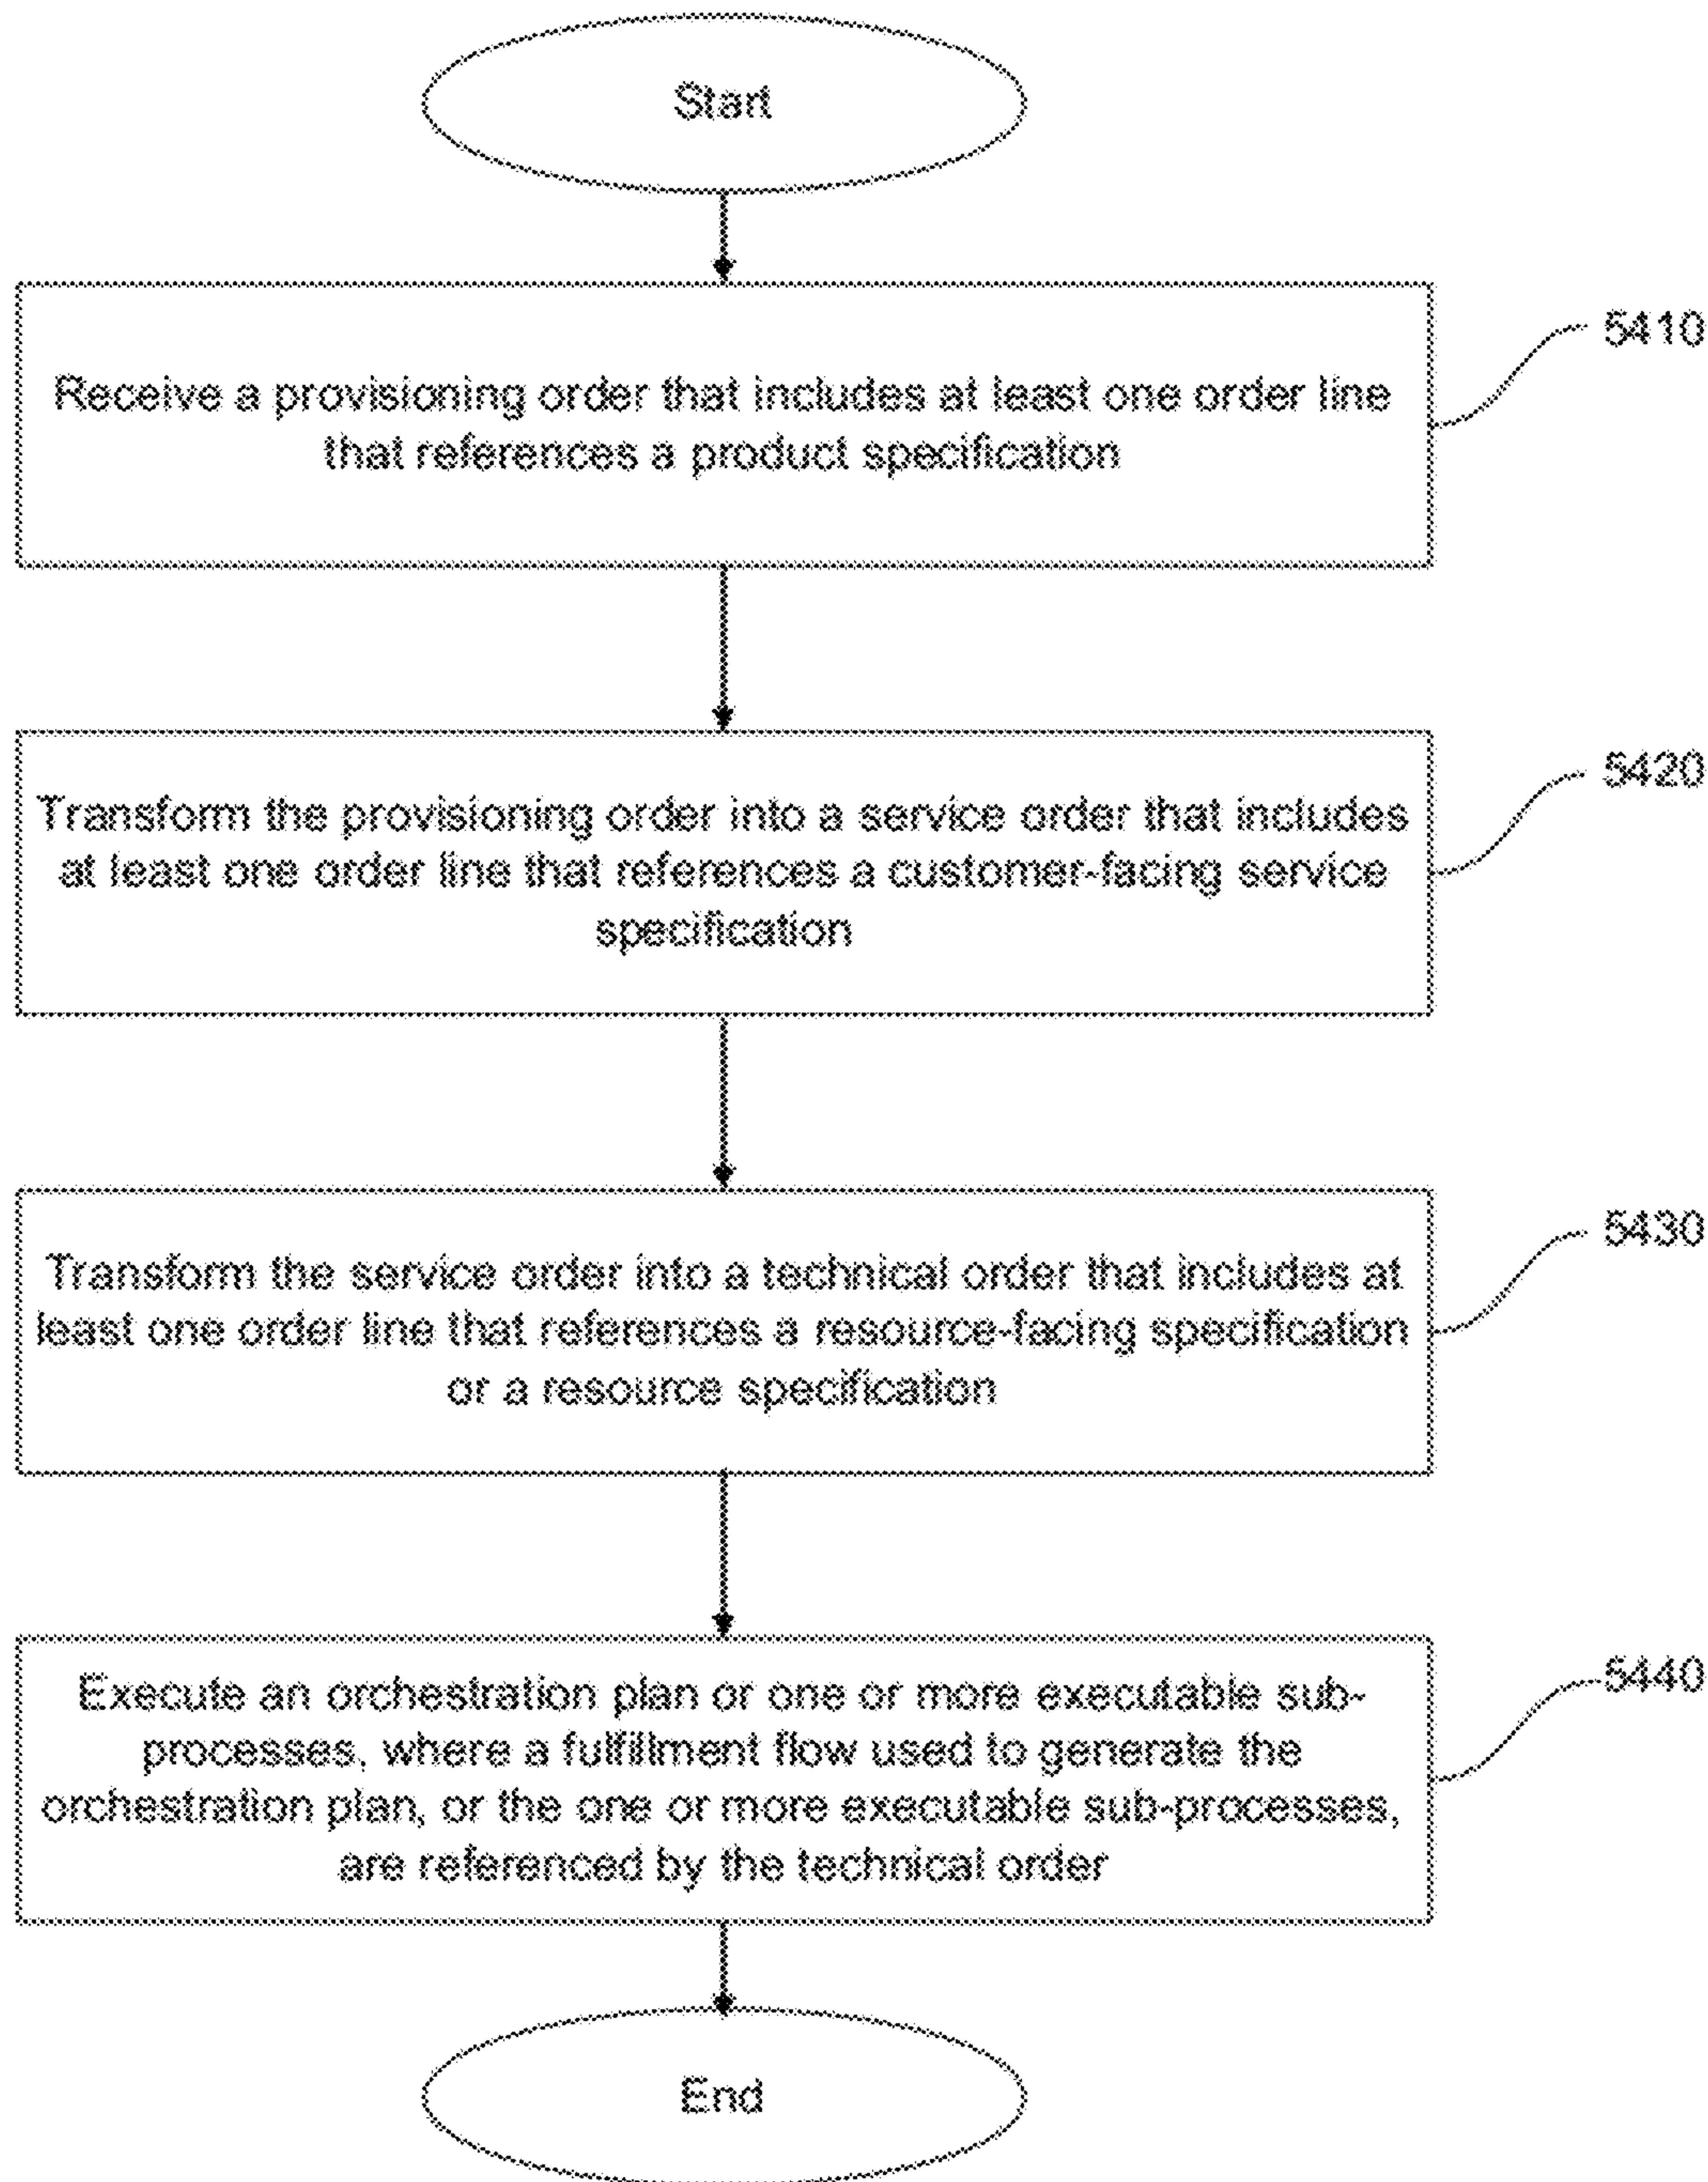 Start
5410
Receive a provisioning order that includes at least one order line
that references a product specification
5420
Transform the provisioning order into a service order that includes
at least one order line that references a customer-facing service
specification
5430
Transform the service order into a technical order that includes at
least one order line that references a resource-facing specification
or a resource specification
5440
Execute an orchestration plan or one or more executable sub-
processes, where a fulfillment flow used to generate the
orchestration plan, or the one or more executable sub-processes,
are referenced by the technical order
End